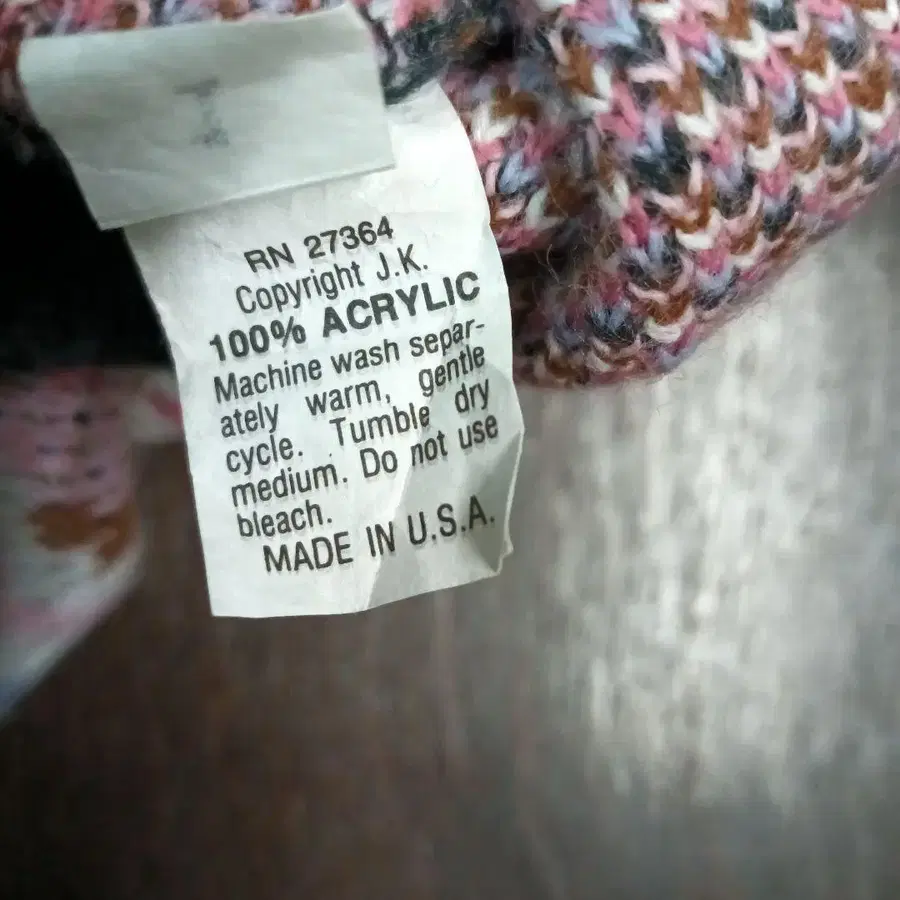 RN 27364
Copyright J.K.
100% ACRYLIC
Machine wash separ-
ately warm, gentle
cycle. Tumble dry
medium. Do not use
bleach.
MADE IN U.S.A.